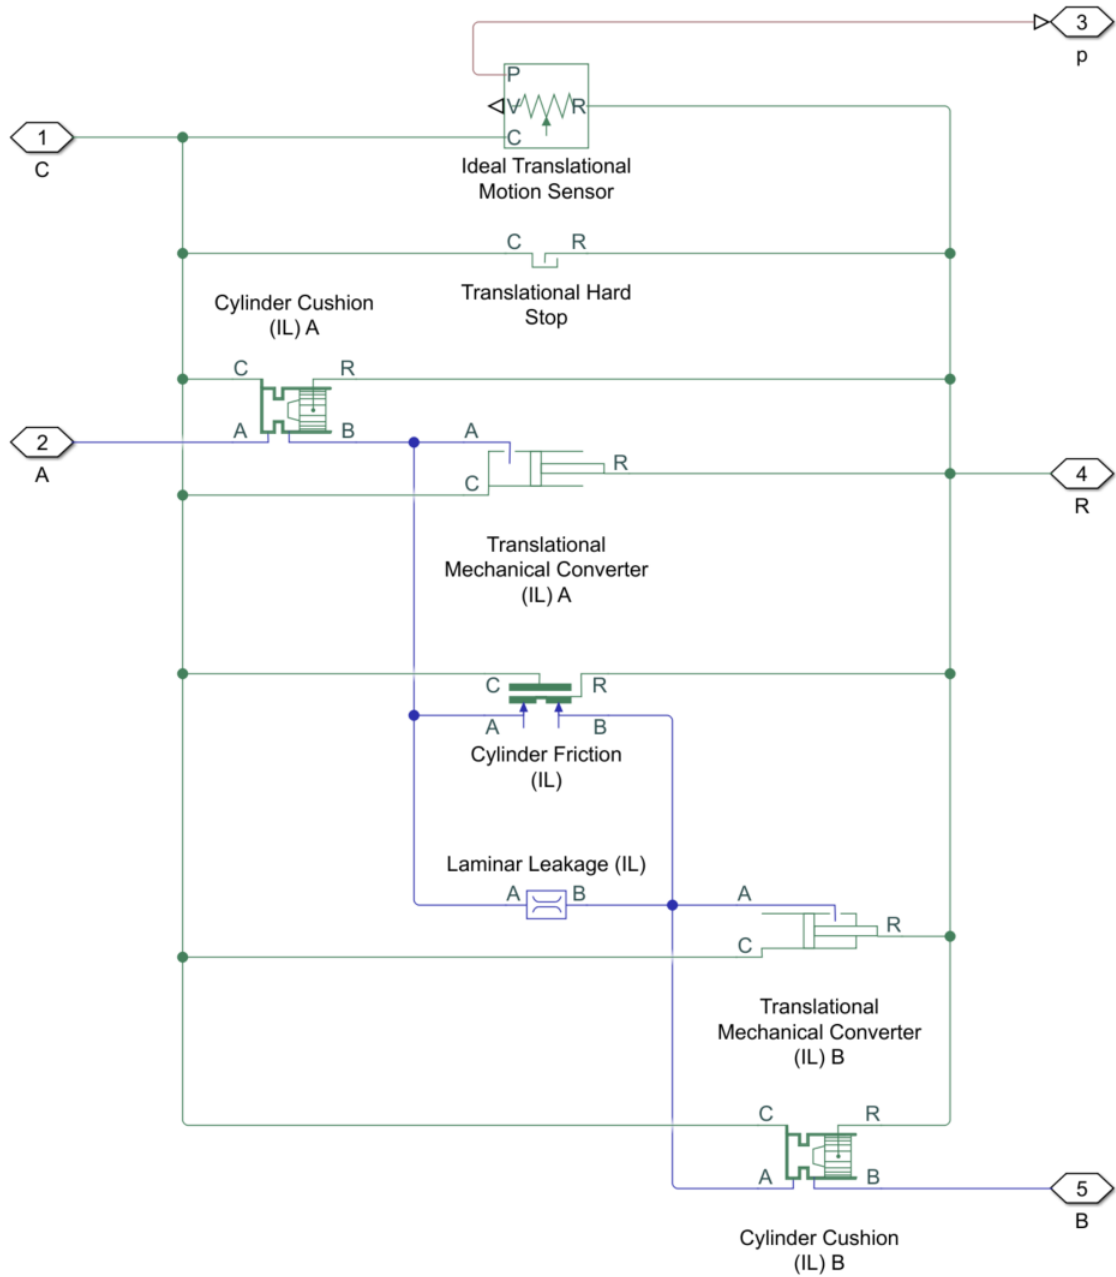 3
p
P
V
R
C
1
C
Ideal Translational
Motion Sensor
C R
Translational Hard
Stop
Cylinder Cushion
(IL) A
C R
A B
2
A
A
R
C
4
R
Translational
Mechanical Converter
(IL) A
C R
A B
Cylinder Friction
(IL)
Laminar Leakage (IL)
A B
A
R
C
Translational
Mechanical Converter
(IL) B
C R
A B
5
B
Cylinder Cushion
(IL) B